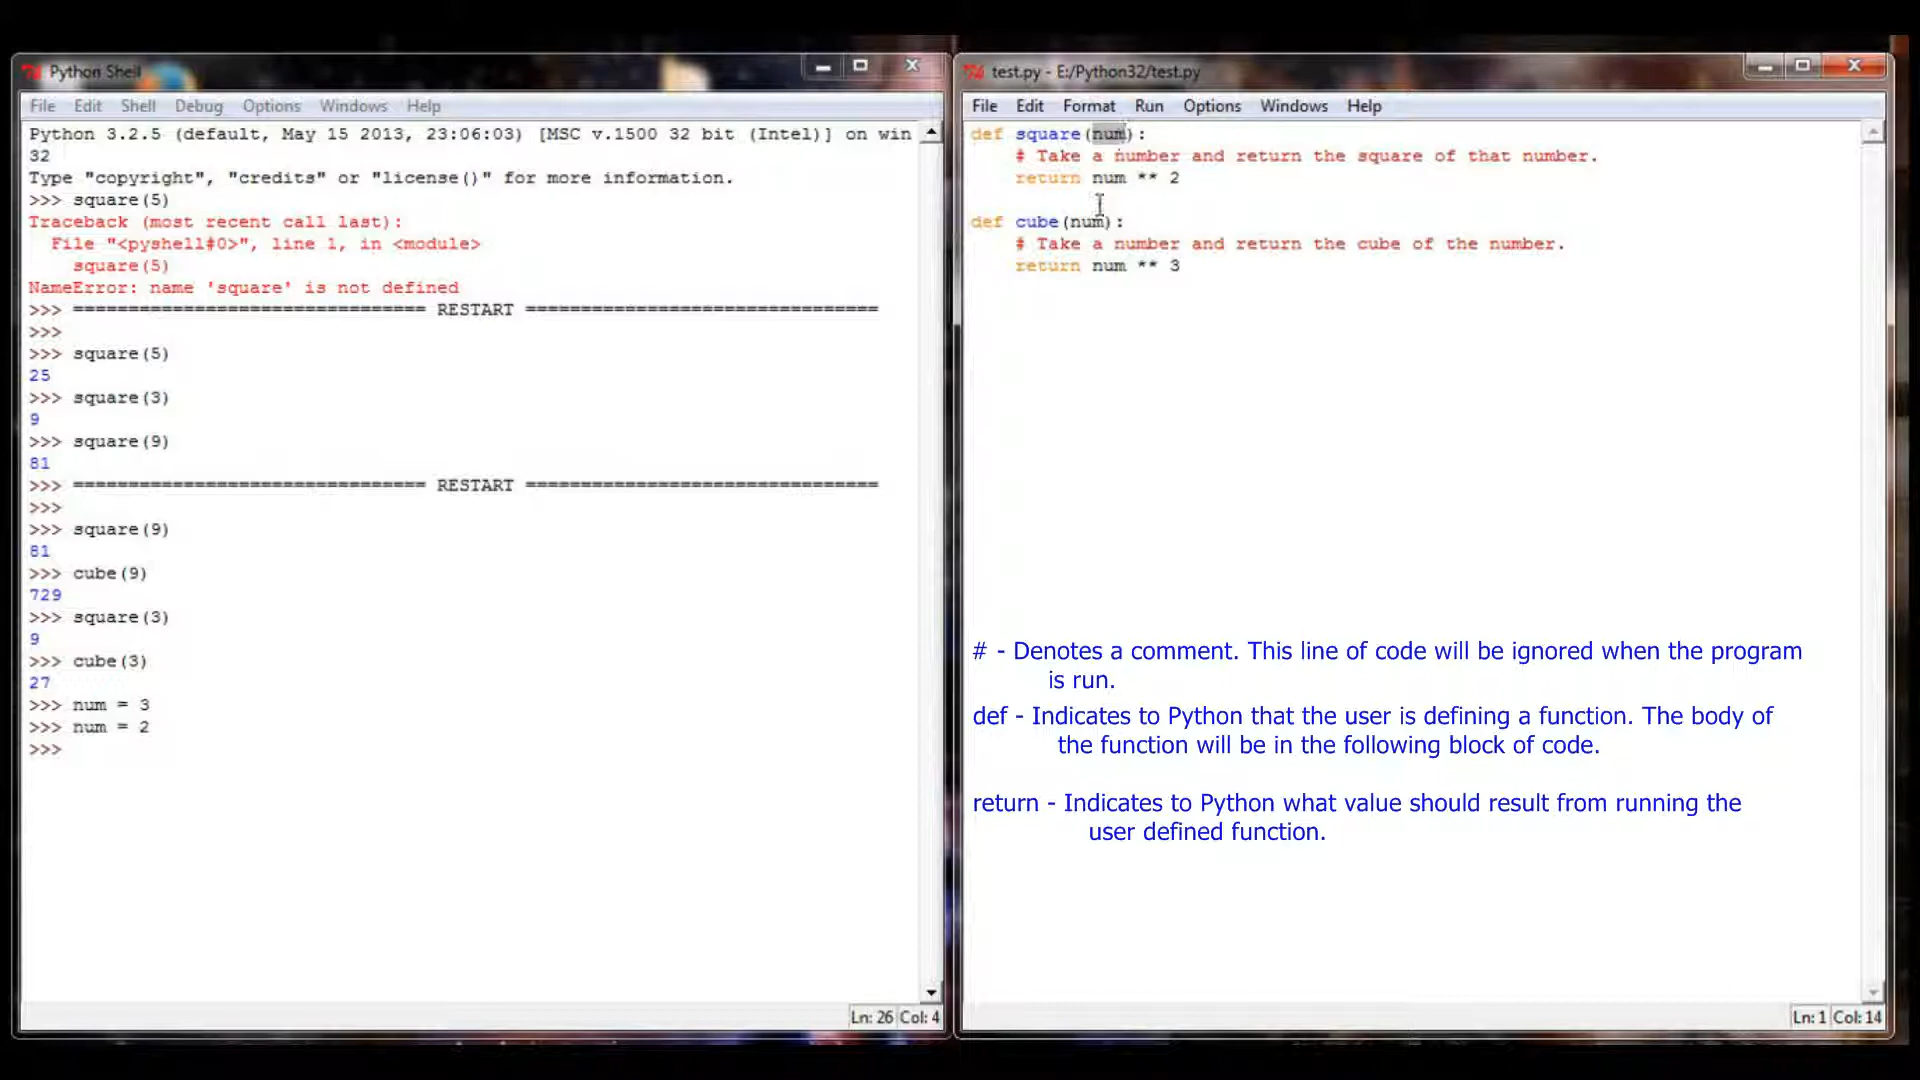 Python Shell
File Edit Shell Debug Options Windows Help
Python 3.2.5 (default, May 15 2013, 23:06:03) [MSC v.1500 32 bit (Intel)] on win
32
Type "copyright", "credits" or "license()" for more information.
>>> square(5)
Traceback (most recent call last):
  File "<pyshell#0>", line 1, in <module>
    square(5)
NameError: name 'square' is not defined
>>> ================================ RESTART ================================
>>>
>>> square(5)
25
>>> square(3)
9
>>> square(9)
81
>>> ================================ RESTART ================================
>>>
>>> square(9)
81
>>> cube(9)
729
>>> square(3)
9
>>> cube(3)
27
>>> num = 3
>>> num = 2
>>>
Ln: 26 Col: 4
test.py - E:/Python32/test.py
File Edit Format Run Options Windows Help
def square(num):
    # Take a number and return the square of that number.
    return num ** 2
def cube(num):
    # Take a number and return the cube of the number.
    return num ** 3
# - Denotes a comment. This line of code will be ignored when the program
is run.
def - Indicates to Python that the user is defining a function. The body of
the function will be in the following block of code.
return - Indicates to Python what value should result from running the
user defined function.
Ln: 1 Col: 14